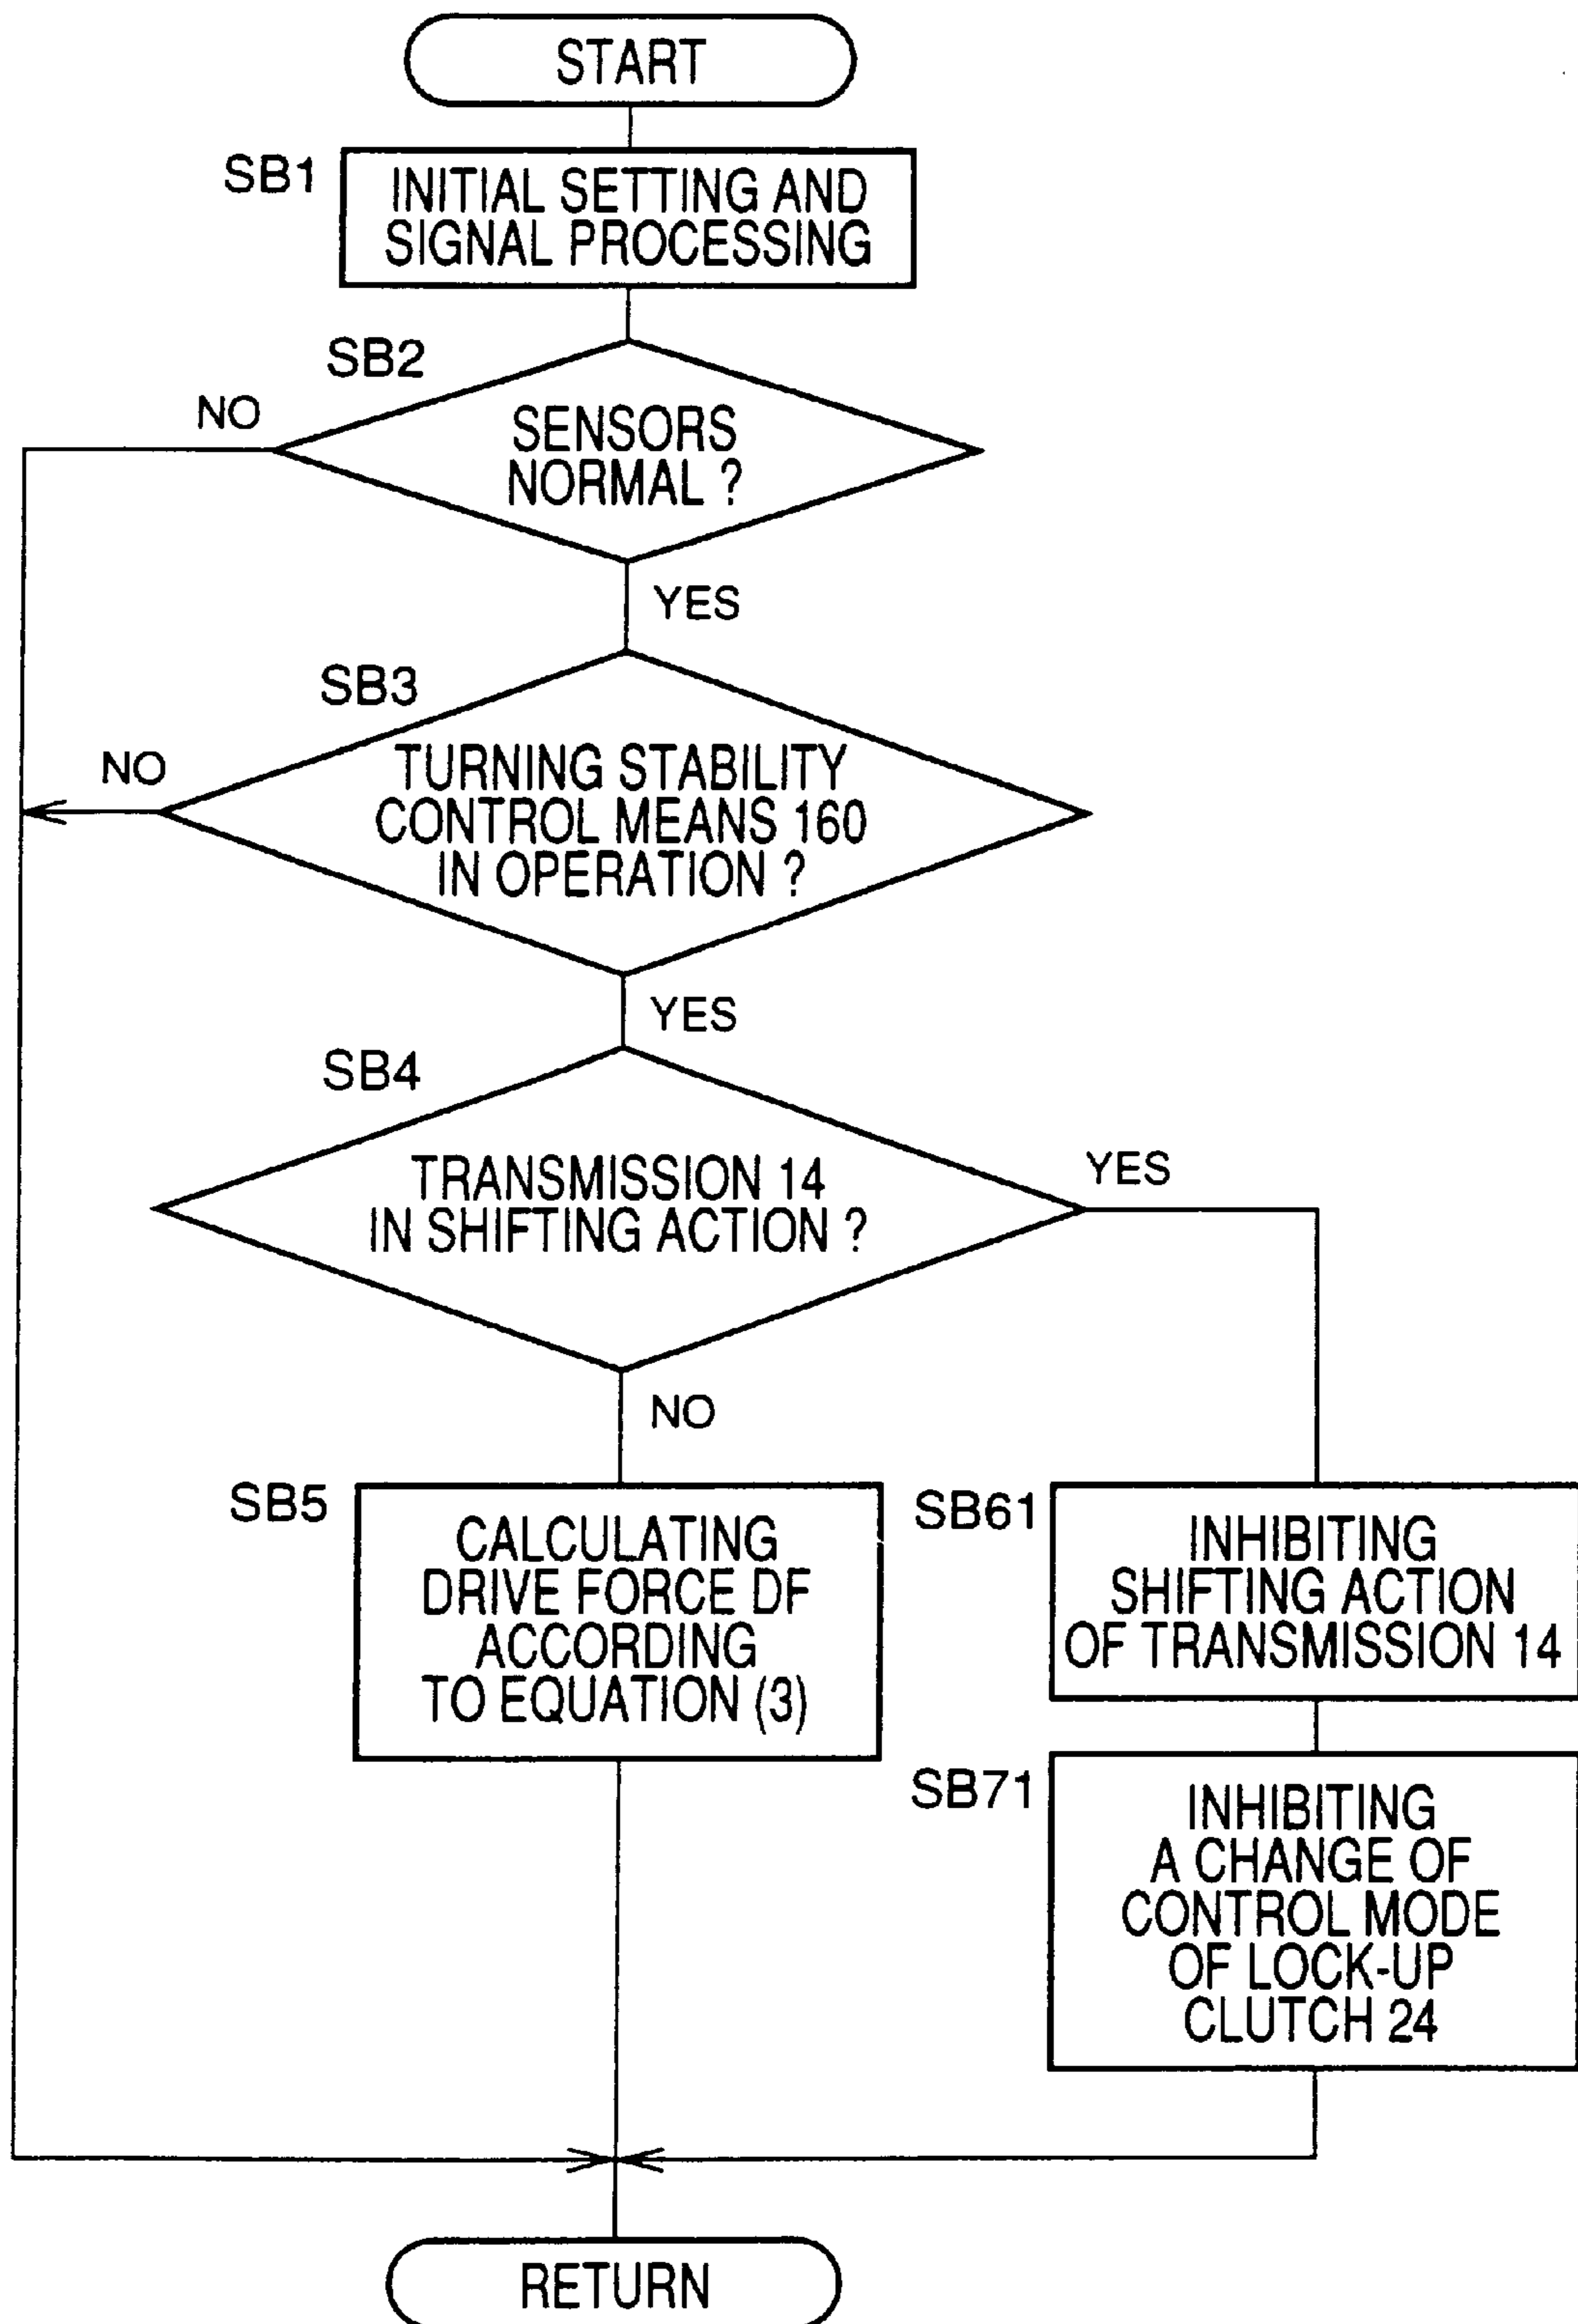 START
SB1
INITIAL SETTING AND
SIGNAL PROCESSING
SB2
NO
SENSORS
NORMAL ?
YES
SB3
NO
TURNING STABILITY
CONTROL MEANS 160
IN OPERATION ?
YES
SB4
TRANSMISSION 14
IN SHIFTING ACTION ?
YES
NO
SB5
CALCULATING
DRIVE FORCE DF
ACCORDING
TO EQUATION (3)
SB61
INHIBITING
SHIFTING ACTION
OF TRANSMISSION 14
SB71
INHIBITING
A CHANGE OF
CONTROL MODE
OF LOCK-UP
CLUTCH 24
RETURN